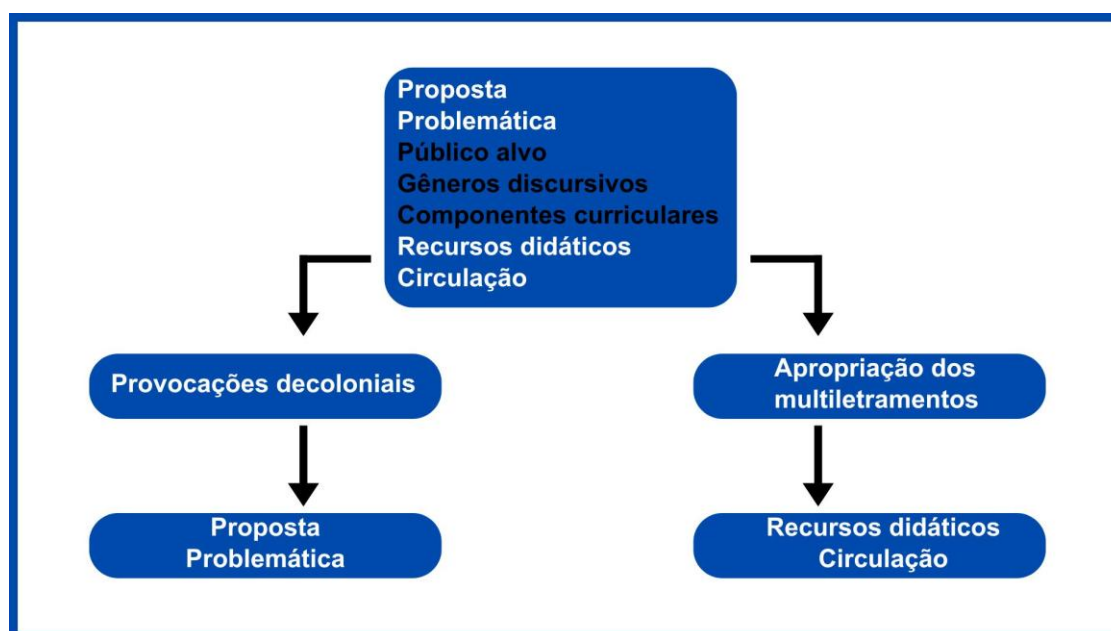 Proposta
Problemática
Público alvo
Gêneros discursivos
Componentes curriculares
Recursos didáticos
Circulação
Provocações decoloniais
Apropriação dos
multiletramentos
Proposta
Problemática
Recursos didáticos
Circulação